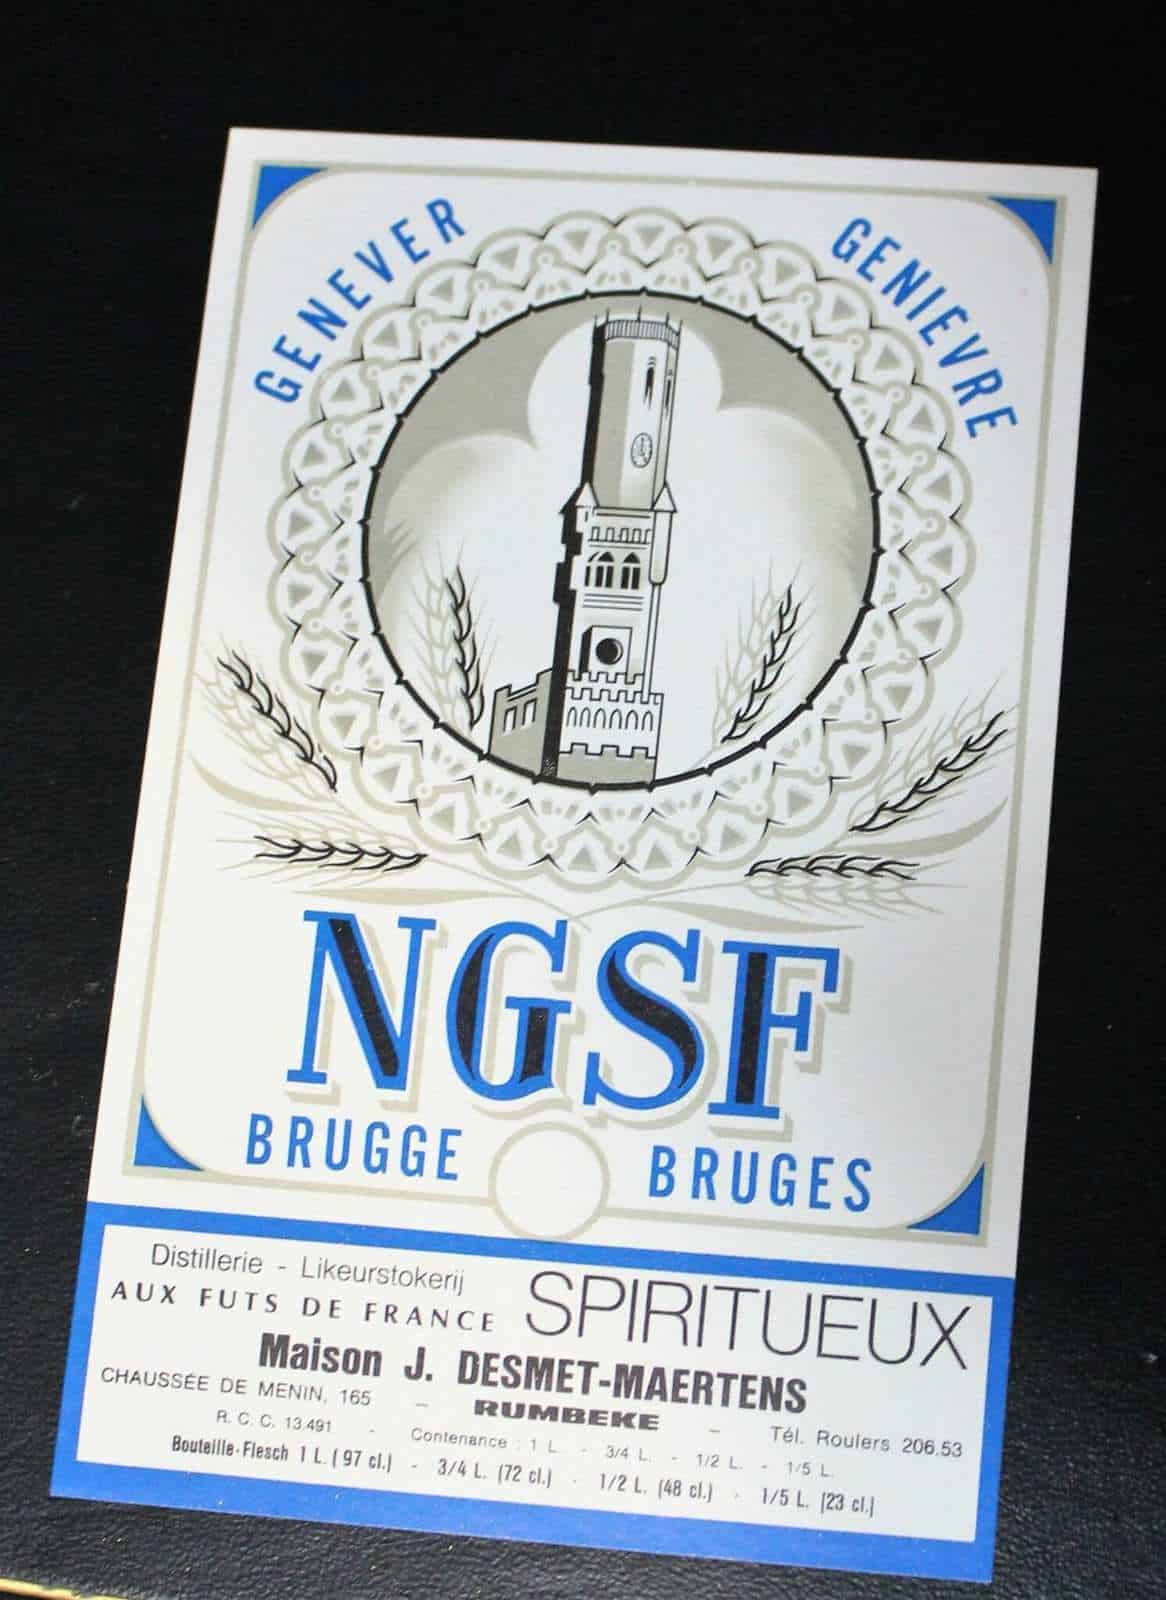 GENEVER
GENIEVRE
NGSF
BRUGGE BRUGES
Distillerie - Likeurstokerij
AUX FUTS DE FRANCE
SPIRITUEUX
Maison J. DESMET-MAERTENS
CHAUSSÉE DE MENIN, 165 - RUMBEKE - Tél. Roulers 206.53
R. C. C. 13.491 - Contenance : 1 L. - 3/4 L. - 1/2 L. - 1/5 L.
Bouteille-Flesch 1 L. ( 97 cl.) - 3/4 L. (72 cl.) - 1/2 L. (48 cl.) - 1/5 L. (23 cl.)